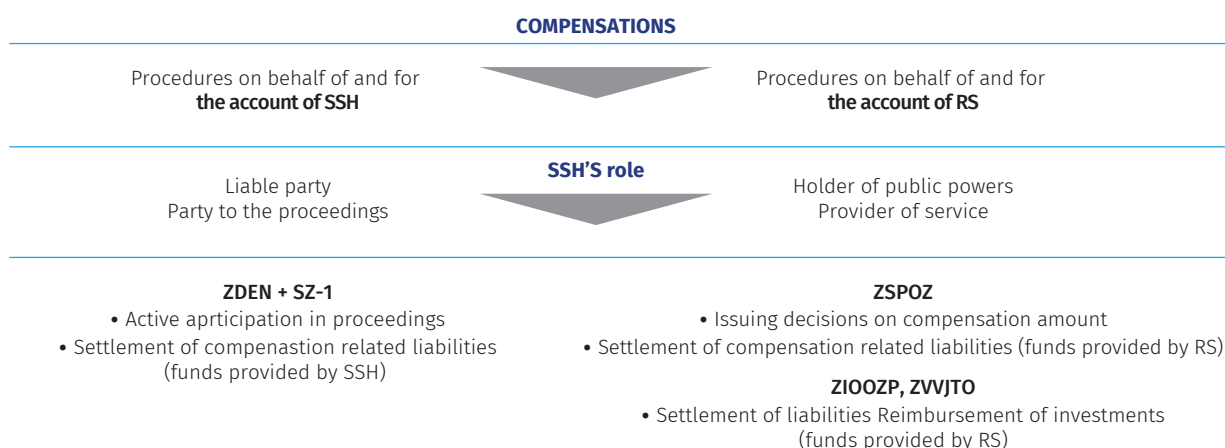 COMPENSATIONS
Procedures on behalf of and for
the account of SSH
Procedures on behalf of and for
the account of RS
SSH'S role
Liable party
Party to the proceedings
Holder of public powers
Provider of service
ZDEN + SZ-1
• Active aprticipation in proceedings
• Settlement of compenastion related liabilities
(funds provided by SSH)
ZSPOZ
• Issuing decisions on compensation amount
• Settlement of compensation related liabilities (funds provided by RS)
ZIOOZP, ZVVJTO
• Settlement of liabilities Reimbursement of investments
(funds provided by RS)